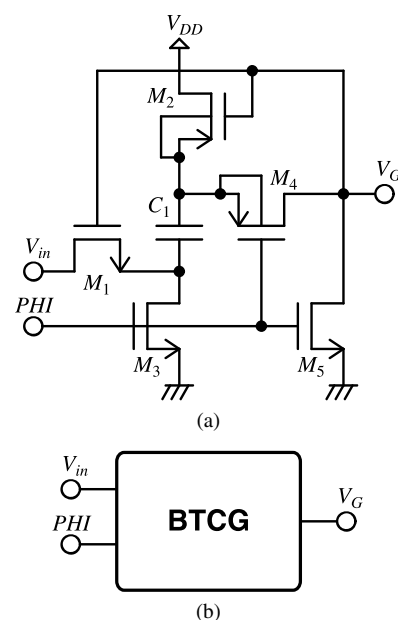 V_DD
M_2
V_G
M_4
C_1
V_in
M_1
PHI
M_3
M_5
(a)
V_in
V_G
PHI
BTCG
(b)